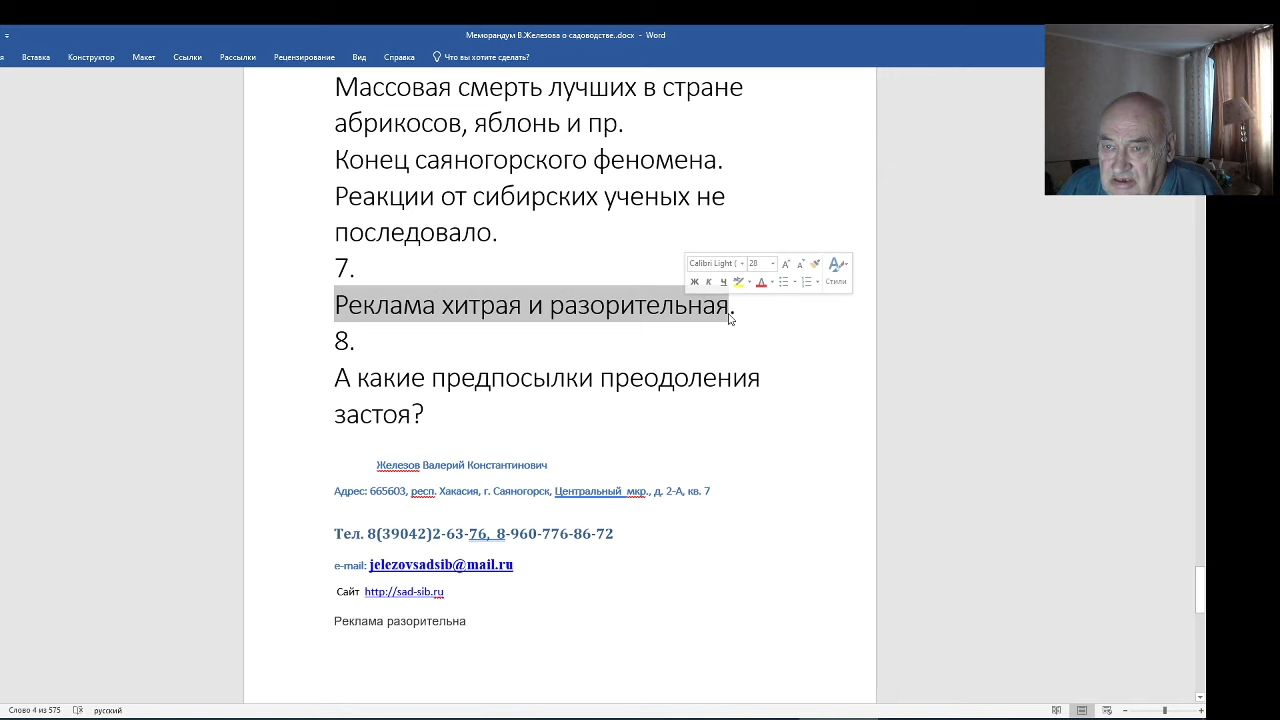 Меморандум В.Железова о садоводстве..docx - Word
я Вставка Конструктор Макет Ссылки Рассылки Рецензирование Вид Справка Что вы хотите сделать?
Массовая смерть лучших в стране
абрикосов, яблонь и пр.
Конец саяногорского феномена.
Реакции от сибирских ученых не
последовало.
7.
Calibri Light ( 28
Ж К Ч Стили
Реклама хитрая и разорительная.
8.
А какие предпосылки преодоления
застоя?
Железов Валерий Константинович
Адрес: 665603, респ. Хакасия, г. Саяногорск, Центральный мкр., д. 2-А, кв. 7
Тел. 8(39042)2-63-76, 8-960-776-86-72
e-mail: jelezovsadsib@mail.ru
Сайт http://sad-sib.ru
Реклама разорительна
Слово 4 из 575 русский